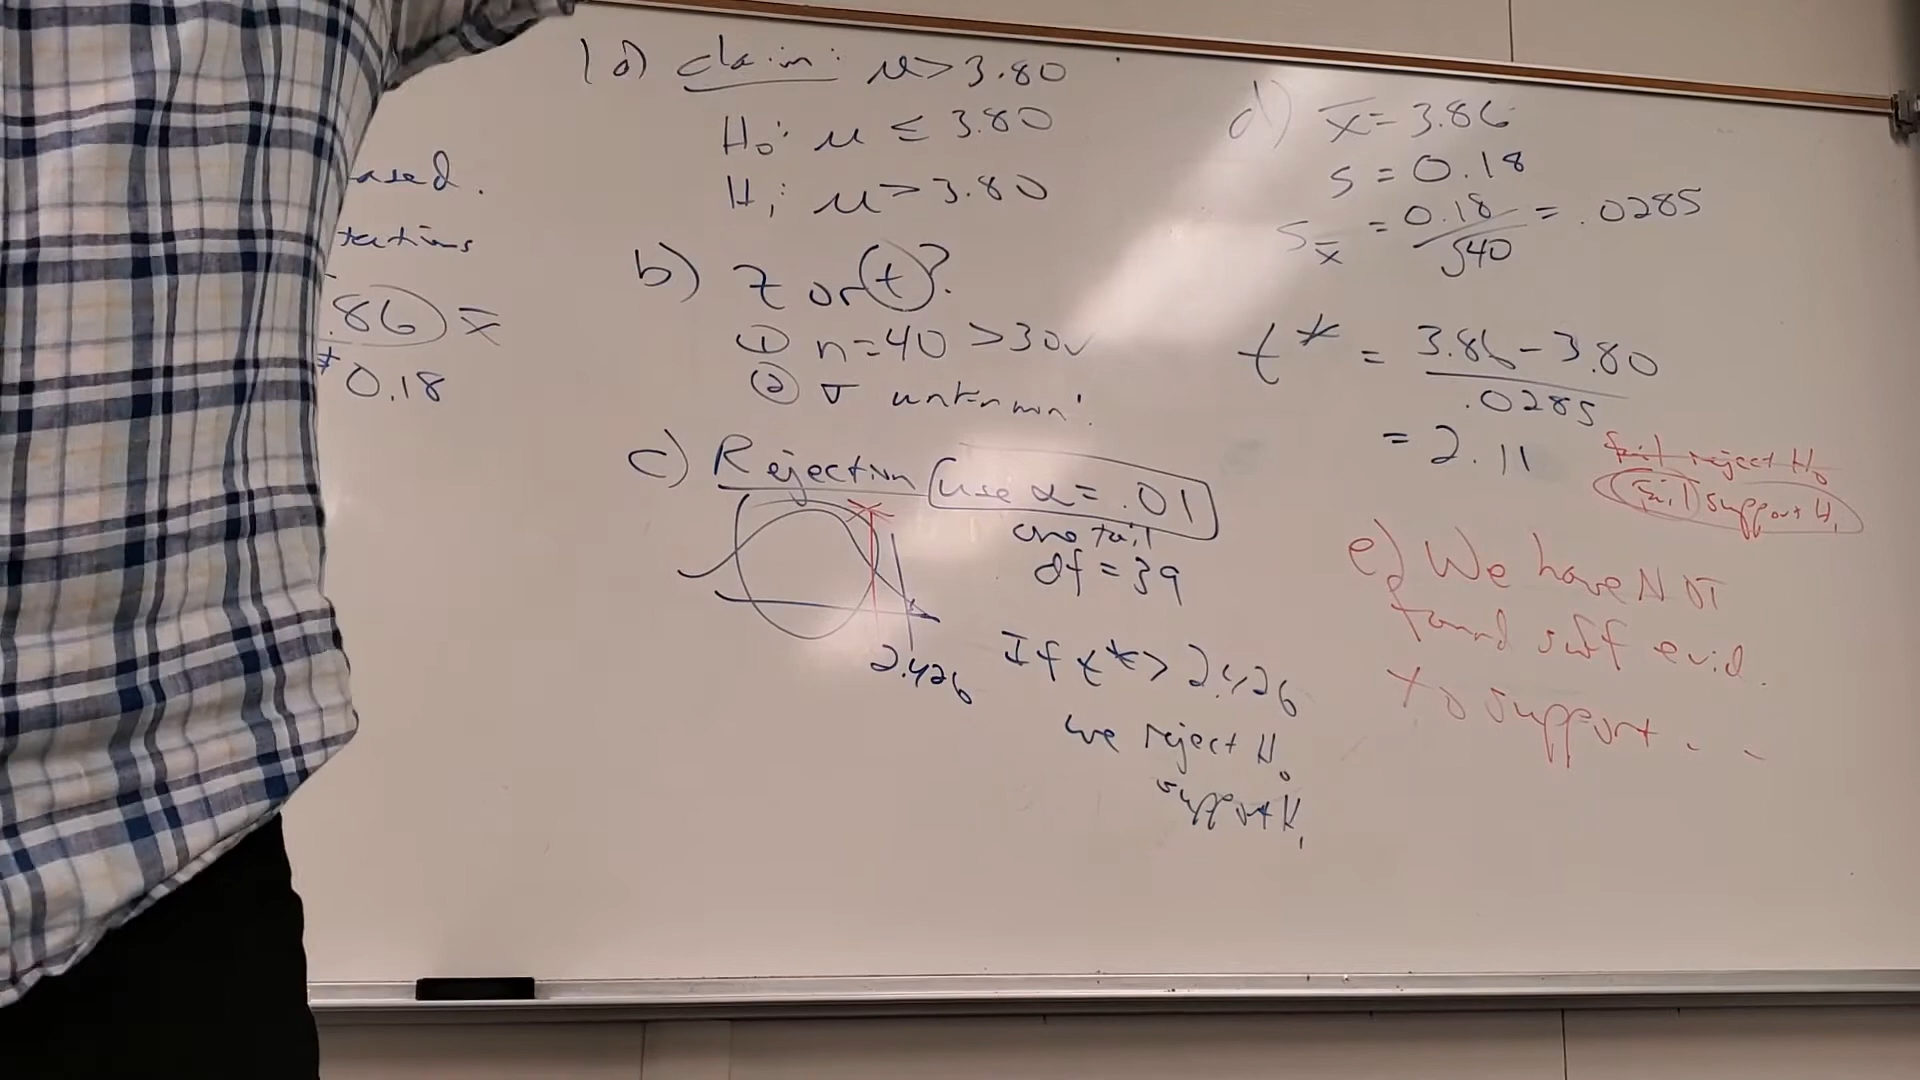 ased.
tations
.86) x̄
0.18
1a) claim: μ > 3.80
H₀: μ ≤ 3.80
H₁: μ > 3.80
b) z or t?
① n=40 >30✓
② σ unknown
c) Rejection use α = .01
one tail
df = 39
2.426
If t* > 2.426
we reject H₀
support H₁
d) x̄ = 3.86
s = 0.18
s_x̄ = 0.18/√40 = .0285
t* = 3.86 - 3.80
.0285
= 2.11
fail reject H₀
fail support H₁
e) We have NOT
found suff evid.
to support . .